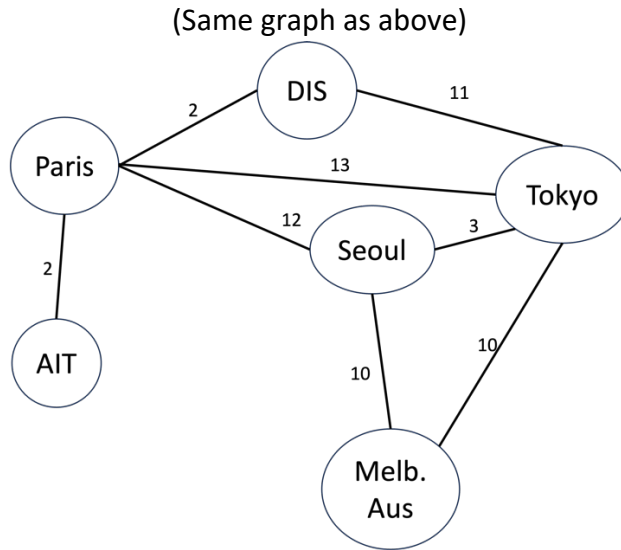 (Same graph as above)
DIS
2
11
Paris
13
Tokyo
12
3
Seoul
2
AIT
10
10
Melb.
Aus